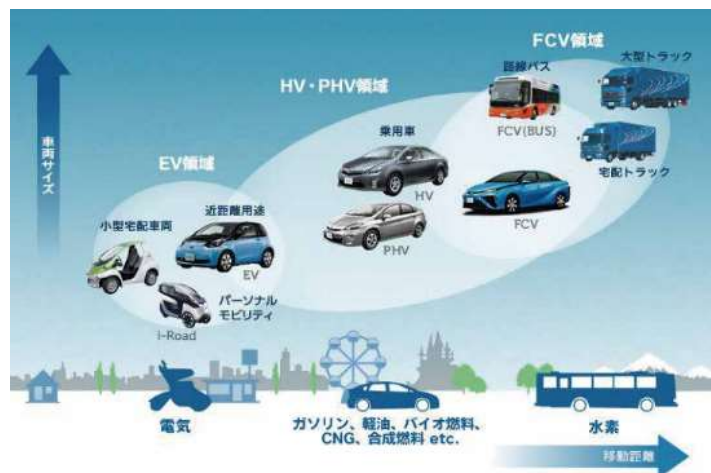 FCV領域
路線バス
大型トラック
HV・PHV領域
FCV(BUS)
乗用車
宅配トラック
車両サイズ
EV領域
HV
小型宅配車両
近距離用途
FCV
PHV
EV
パーソナル
モビリティ
i-Road
電気
ガソリン、軽油、バイオ燃料、
CNG、合成燃料 etc.
水素
移動距離